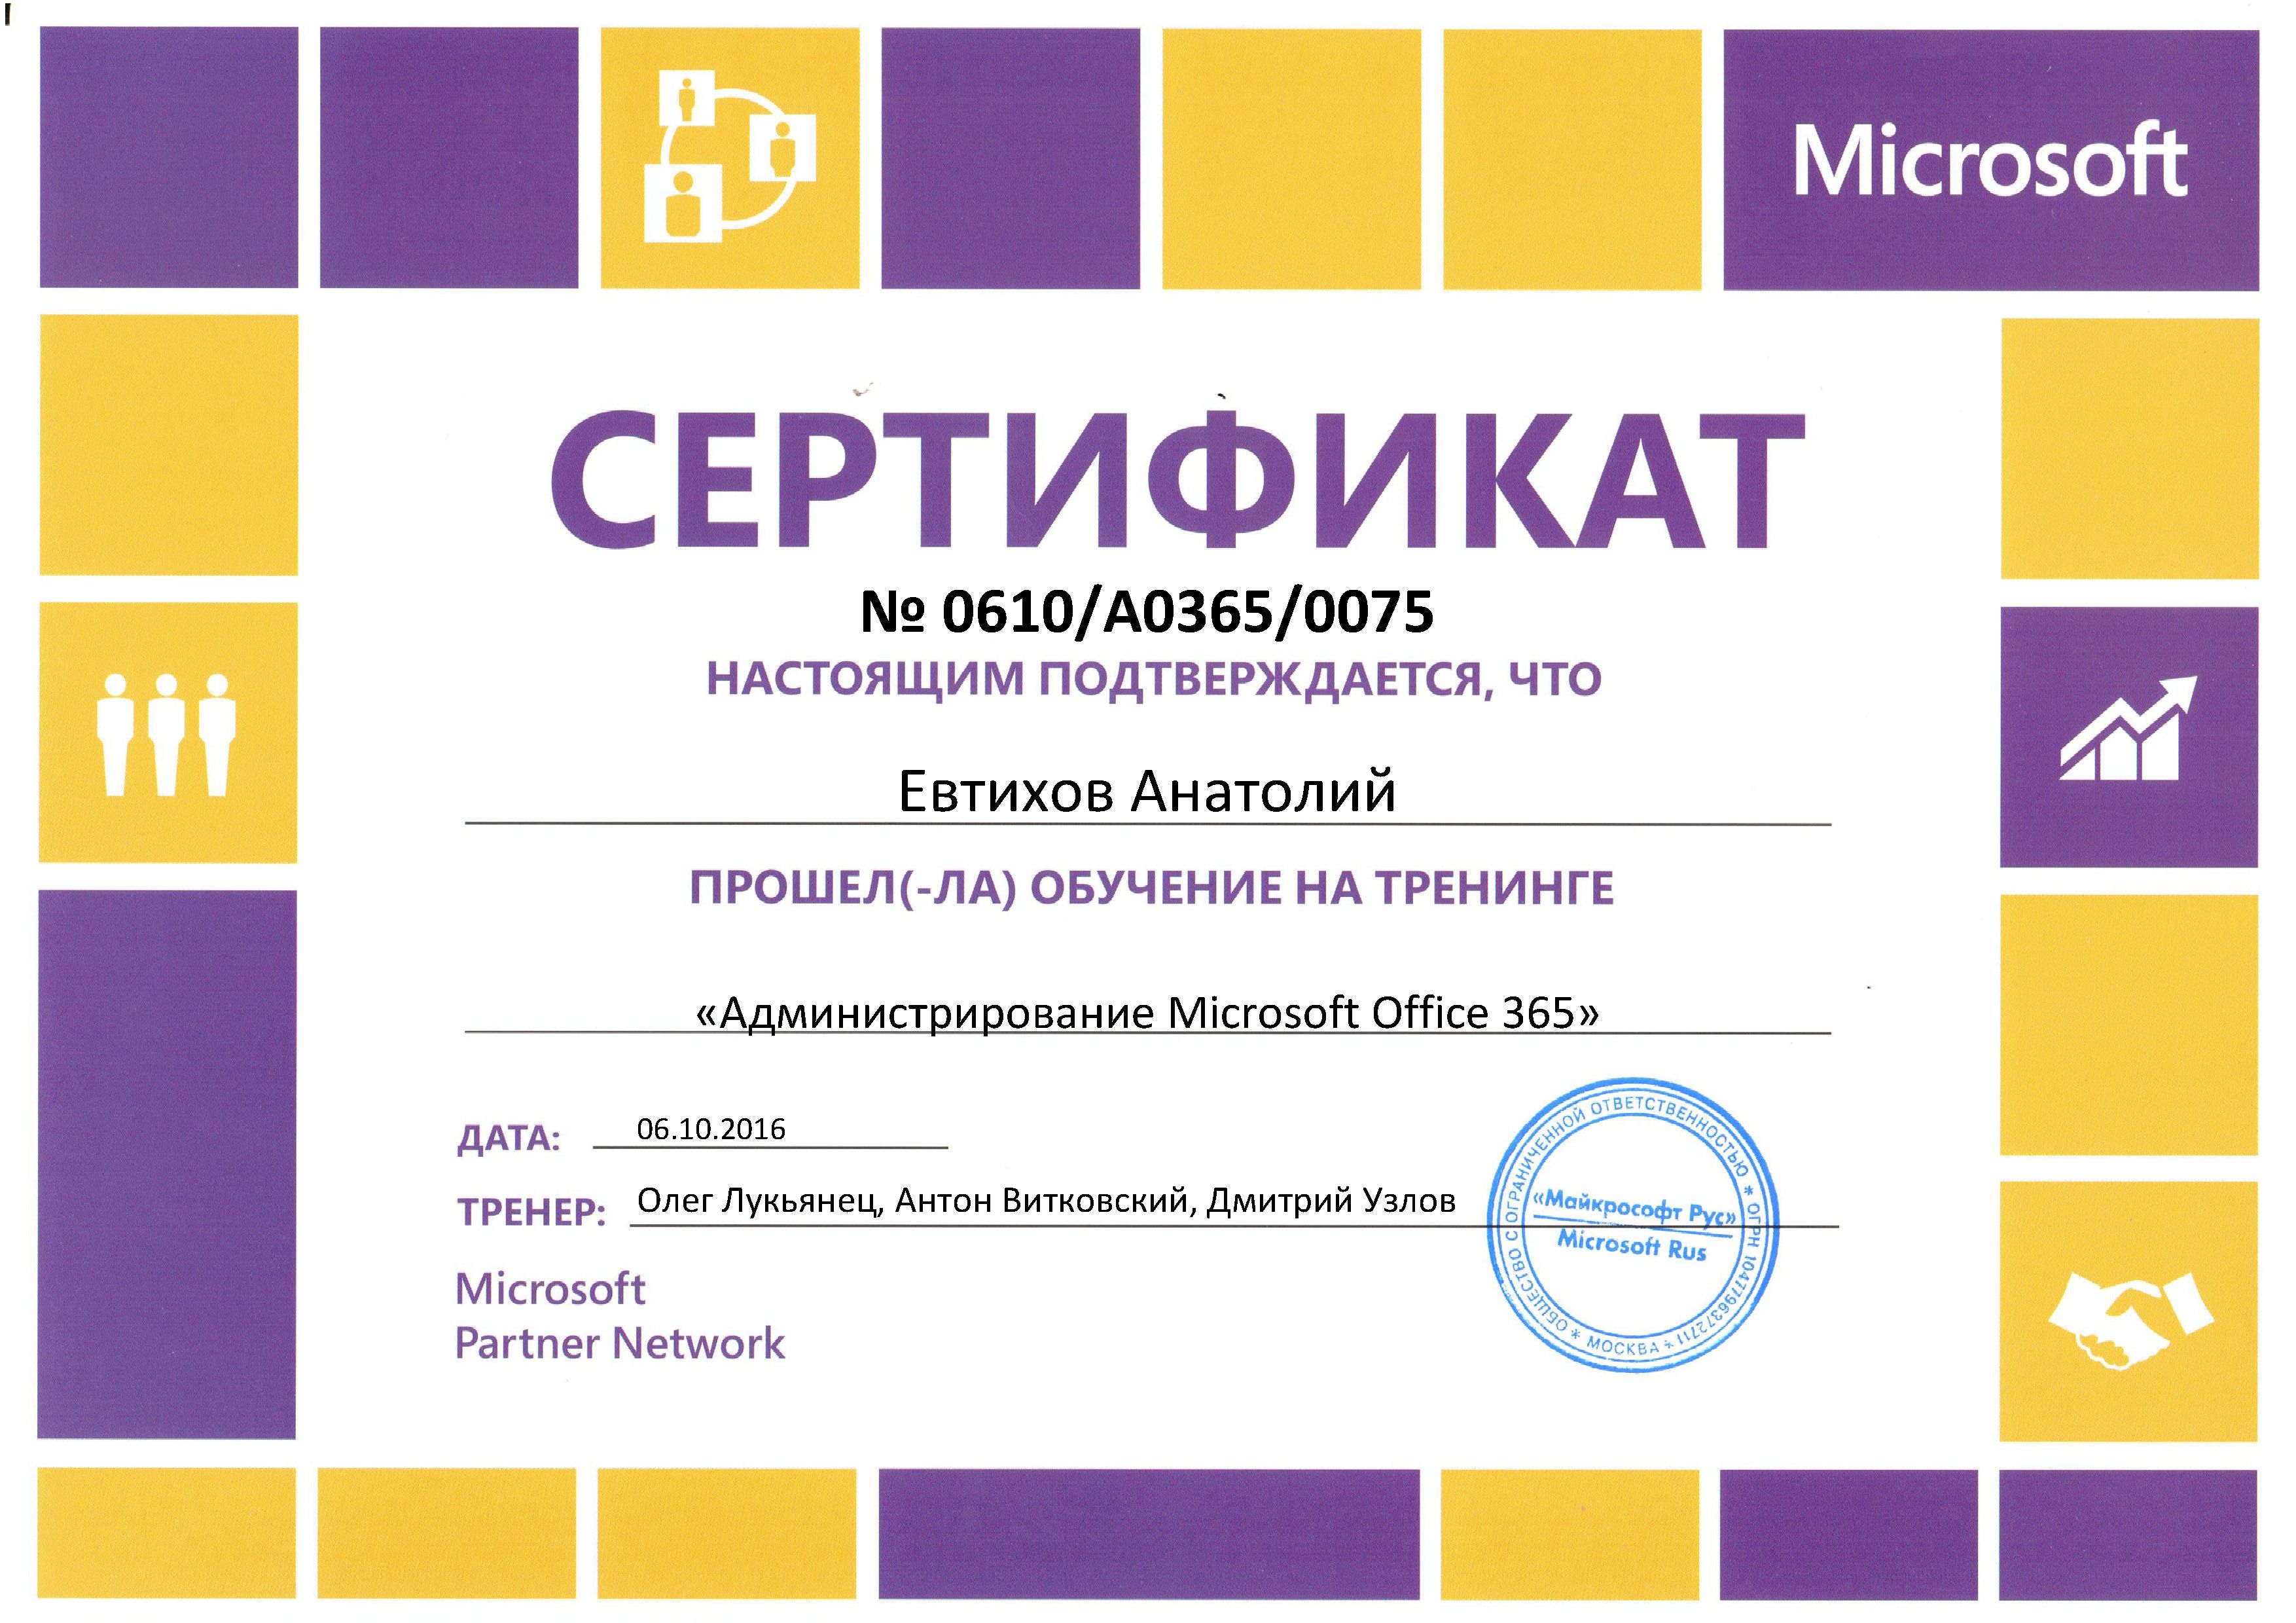 Microsoft
СЕРТИФИКАТ
№ 0610/А0365/0075
НАСТОЯЩИМ ПОДТВЕРЖДАЕТСЯ, ЧТО
Евтихов Анатолий
ПРОШЕЛ(-ЛА) ОБУЧЕНИЕ НА ТРЕНИНГЕ
«Администрирование Microsoft Office 365»
ДАТА: 06.10.2016
ТРЕНЕР: Олег Лукьянец, Антон Витковский, Дмитрий Узлов
Microsoft
Partner Network
ОБЩЕСТВО С ОГРАНИЧЕННОЙ ОТВЕТСТВЕННОСТЬЮ * ОГРН 1047796372711 * МОСКВА *
«Майкрософт Рус»
Microsoft Rus